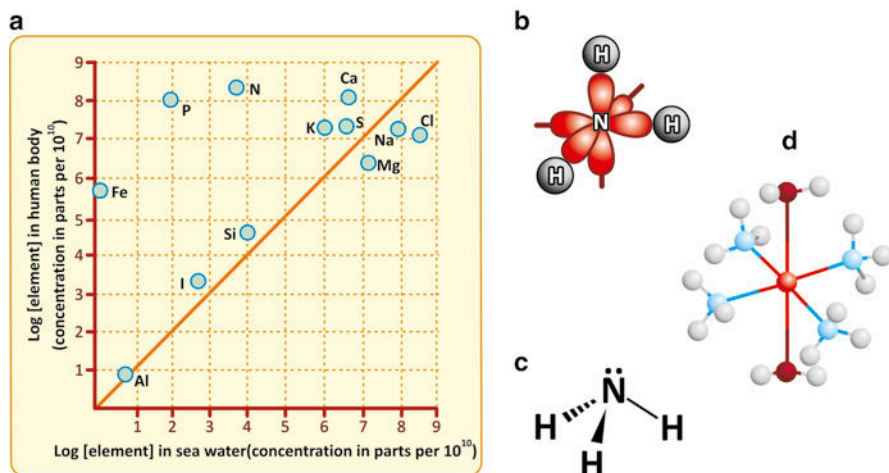 a
Log [element] in human body
(concentration in parts per 10¹⁰)
9
8
7
6
5
4
3
2
1
P
N
Ca
K
S
Na
Cl
Mg
Fe
Si
I
Al
1 2 3 4 5 6 7 8 9
Log [element] in sea water(concentration in parts per 10¹⁰)
b
H
N
H
H
d
c
N
H
H
H